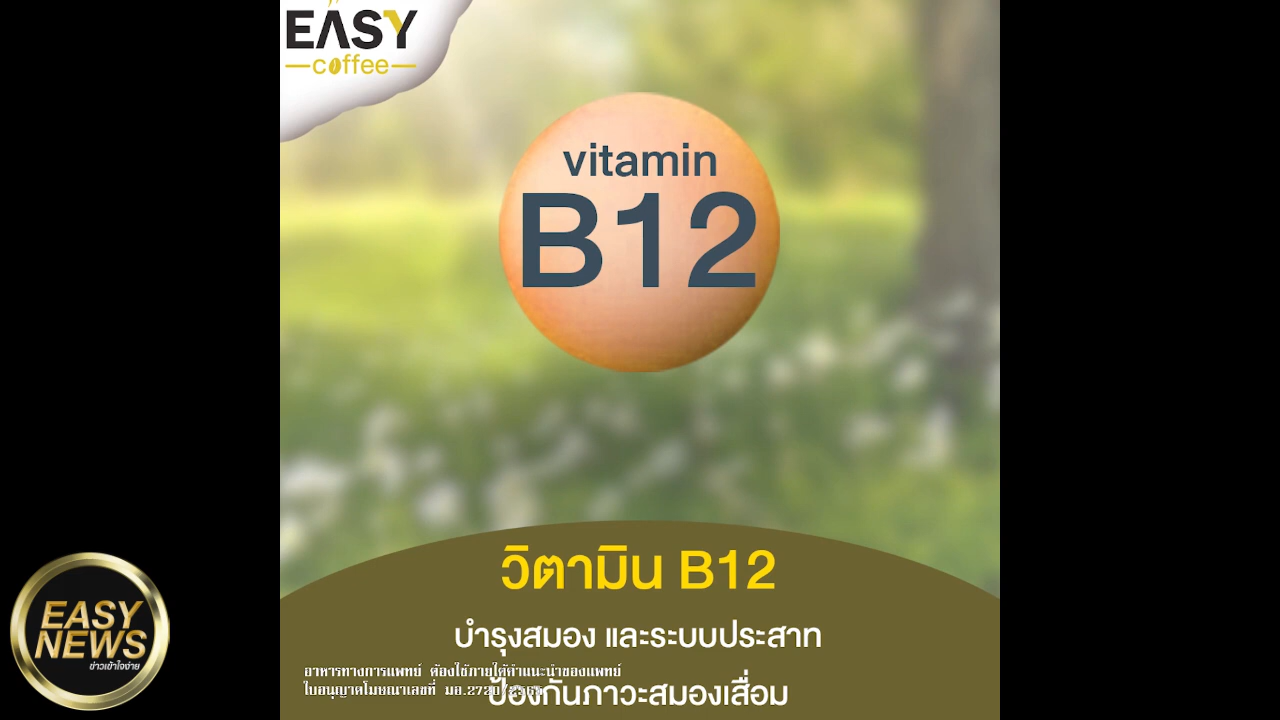 EASY
coffee
vitamin
B12
วิตามิน B12
บำรุงสมอง และระบบประสาท
อาหารทางการแพทย์ ต้องใช้ภายใต้คำแนะนำของแพทย์
ใบอนุญาตโฆษณาเลขที่
ป้องกันภาวะสมองเสื่อม
EASY
NEWS
ข่าวเข้าใจง่าย